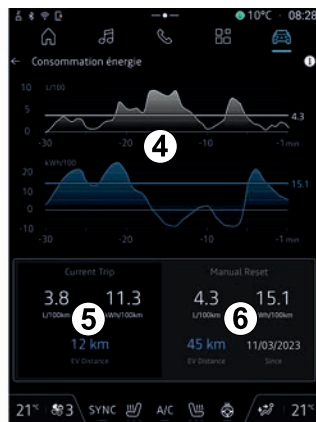 10°C 08:28
← Consommation énergie
10 L/100
5
4.3
0
-30 -20 -10 -1 min
4
kWh/100
20
15.1
10
0
-10
-30 -20 -10 -1 min
Current Trip Manual Reset
3.8 11.3 4.3 15.1
L/100km kWh/100km L/100km kWh/100km
5 6
12 km 45 km 11/03/2023
EV Distance EV Distance Since
21°C 3 SYNC A/C 21°C